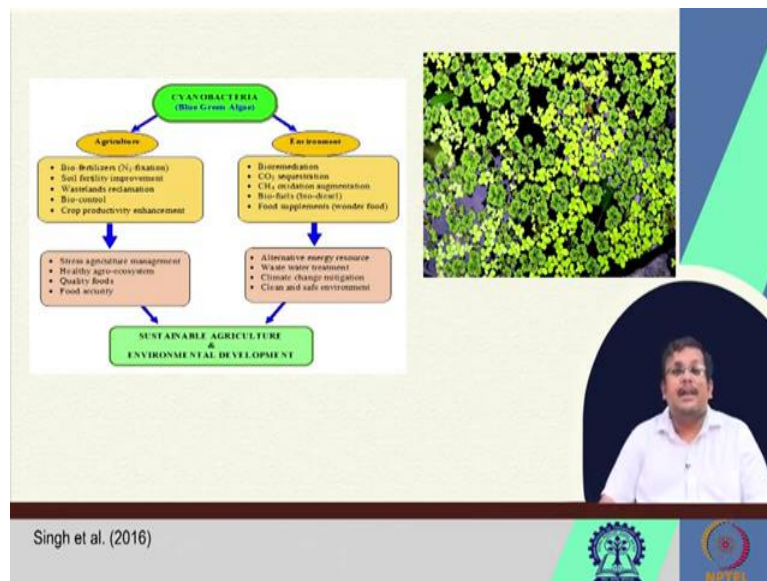 CYANOBACTERIA
(Blue Green Algae)
Agriculture
Environment
• Bio-fertilizers (N₂-fixation)
• Soil fertility improvement
• Wastelands reclamation
• Bio-control
• Crop productivity enhancement
• Bioremediation
• CO₂ sequestration
• CH₄ oxidation augmentation
• Bio-fuels (bio-diesel)
• Food supplements (wonder food)
• Stress agriculture management
• Healthy agro-ecosystem
• Quality foods
• Food security
• Alternative energy resource
• Waste water treatment
• Climate change mitigation
• Clean and safe environment
SUSTAINABLE AGRICULTURE
&
ENVIRONMENTAL DEVELOPMENT
Singh et al. (2016)
NPTEL